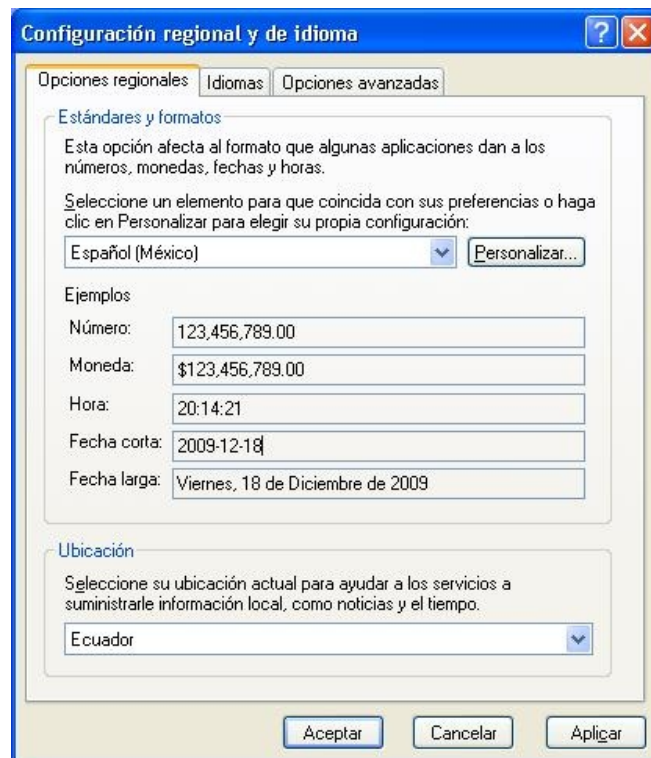 Configuración regional y de idioma
Opciones regionales Idiomas Opciones avanzadas
Estándares y formatos
Esta opción afecta al formato que algunas aplicaciones dan a los
números, monedas, fechas y horas.
Seleccione un elemento para que coincida con sus preferencias o haga
clic en Personalizar para elegir su propia configuración:
Español (México) Personalizar...
Ejemplos
Número: 123,456,789.00
Moneda: $123,456,789.00
Hora: 20:14:21
Fecha corta: 2009-12-18
Fecha larga: Viernes, 18 de Diciembre de 2009
Ubicación
Seleccione su ubicación actual para ayudar a los servicios a
suministrarle información local, como noticias y el tiempo.
Ecuador
Aceptar Cancelar Aplicar